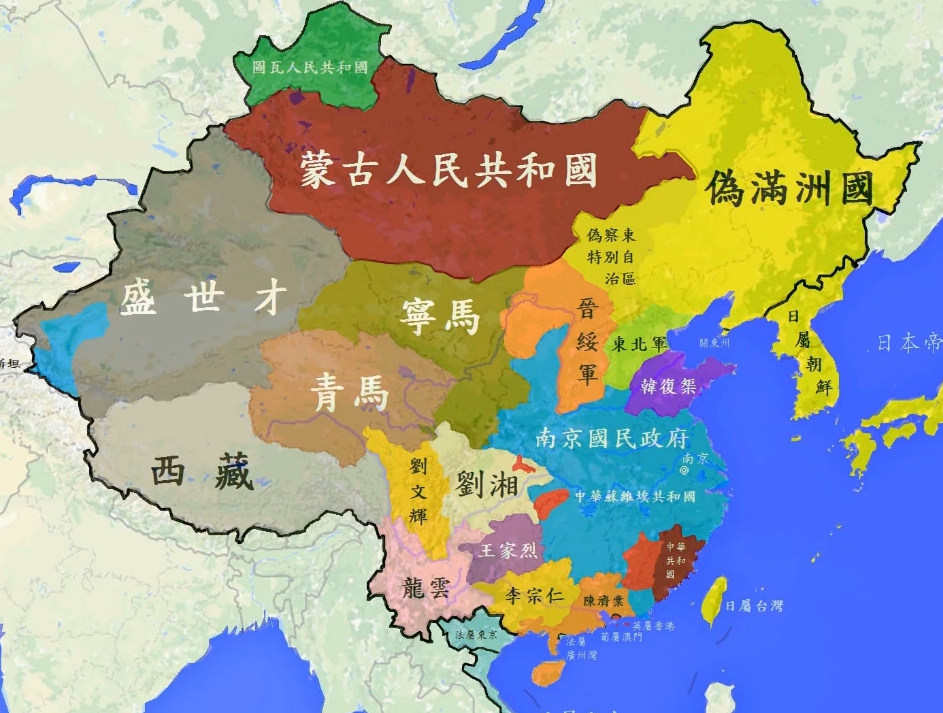 圖瓦人民共和國
蒙古人民共和國
偽滿洲國
偽察東
特別自
治區
盛世才
寧馬
晉綏軍
東北軍
關東州
日屬朝鮮
日本帝
斯坦
青馬
韓復榘
南京國民政府
南京
西藏
劉文輝
劉湘
中華蘇維埃共和國
王家烈
中華
共和
國
龍雲
李宗仁
陳濟棠
日屬台灣
英屬香港
葡屬澳門
法屬東京
法屬
廣州灣